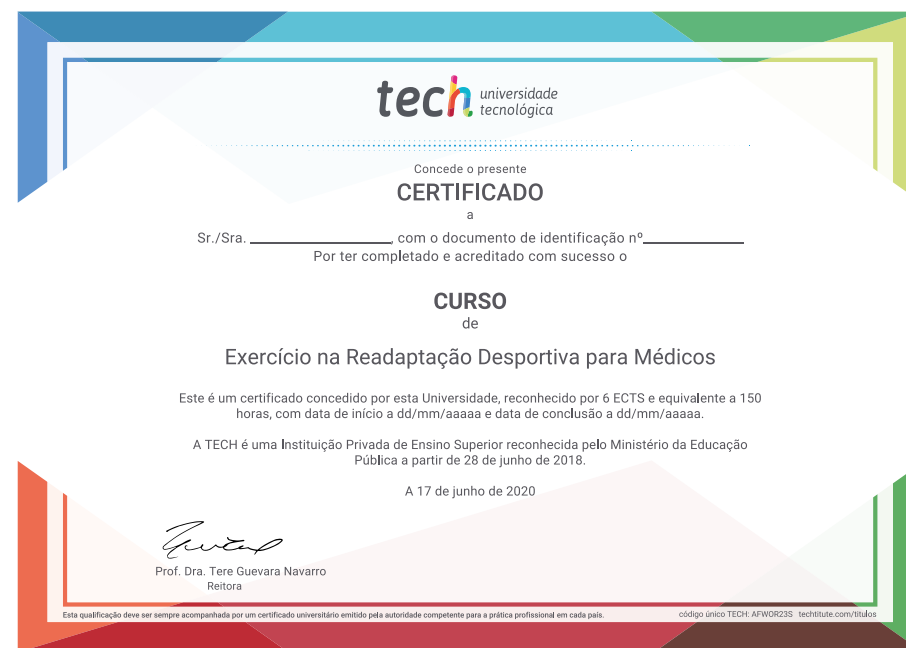 tech universidade
tecnológica
Concede o presente
CERTIFICADO
a
Sr./Sra. _________________, com o documento de identificação nº____________
Por ter completado e acreditado com sucesso o
CURSO
de
Exercício na Readaptação Desportiva para Médicos
Este é um certificado concedido por esta Universidade, reconhecido por 6 ECTS e equivalente a 150
horas, com data de início a dd/mm/aaaaa e data de conclusão a dd/mm/aaaaa.
A TECH é uma Instituição Privada de Ensino Superior reconhecida pelo Ministério da Educação
Pública a partir de 28 de junho de 2018.
A 17 de junho de 2020
Prof. Dra. Tere Guevara Navarro
Reitora
Esta qualificação deve ser sempre acompanhada por um certificado universitário emitido pela autoridade competente para a prática profissional em cada país. código único TECH: AFWOR23S techtitute.com/titulos